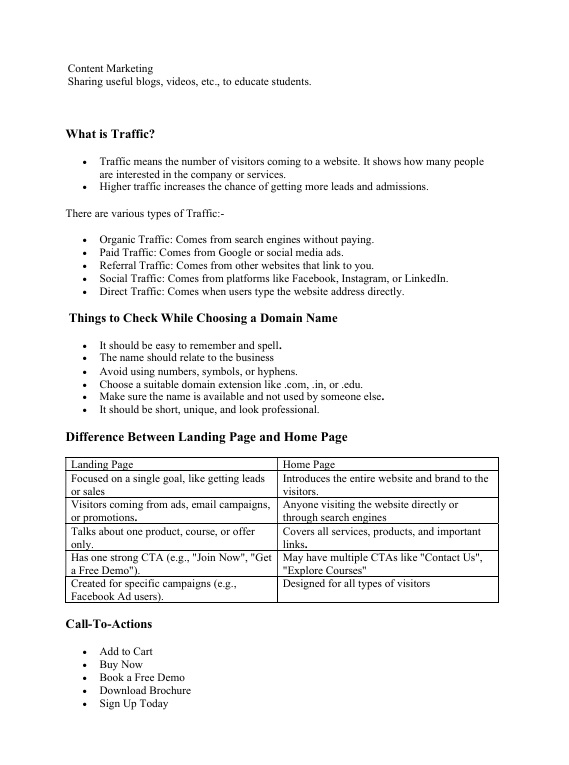 Content Marketing
Sharing useful blogs, videos, etc., to educate students.
What is Traffic?
• Traffic means the number of visitors coming to a website. It shows how many people
are interested in the company or services.
• Higher traffic increases the chance of getting more leads and admissions.
There are various types of Traffic:-
• Organic Traffic: Comes from search engines without paying.
• Paid Traffic: Comes from Google or social media ads.
• Referral Traffic: Comes from other websites that link to you.
• Social Traffic: Comes from platforms like Facebook, Instagram, or LinkedIn.
• Direct Traffic: Comes when users type the website address directly.
Things to Check While Choosing a Domain Name
• It should be easy to remember and spell.
• The name should relate to the business
• Avoid using numbers, symbols, or hyphens.
• Choose a suitable domain extension like .com, .in, or .edu.
• Make sure the name is available and not used by someone else.
• It should be short, unique, and look professional.
Difference Between Landing Page and Home Page
Landing Page
Home Page
Focused on a single goal, like getting leads
or sales
Introduces the entire website and brand to the
visitors.
Visitors coming from ads, email campaigns,
or promotions.
Anyone visiting the website directly or
through search engines
Talks about one product, course, or offer
only.
Covers all services, products, and important
links.
Has one strong CTA (e.g., "Join Now", "Get
a Free Demo").
May have multiple CTAs like "Contact Us",
"Explore Courses"
Created for specific campaigns (e.g.,
Facebook Ad users).
Designed for all types of visitors
Call-To-Actions
• Add to Cart
• Buy Now
• Book a Free Demo
• Download Brochure
• Sign Up Today